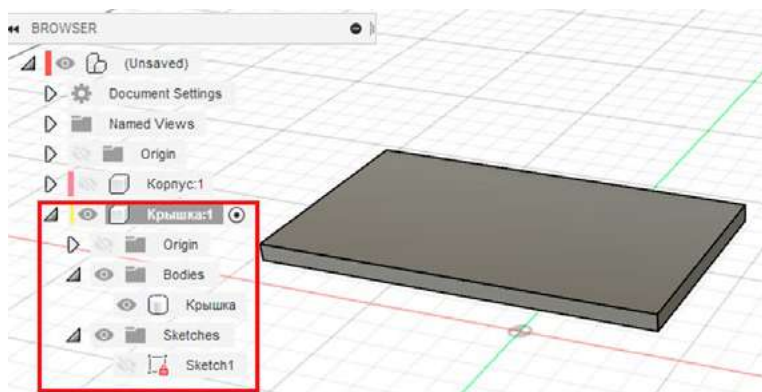 BROWSER
(Unsaved)
Document Settings
Named Views
Origin
Корпус:1
Крышка:1
Origin
Bodies
Крышка
Sketches
Sketch1